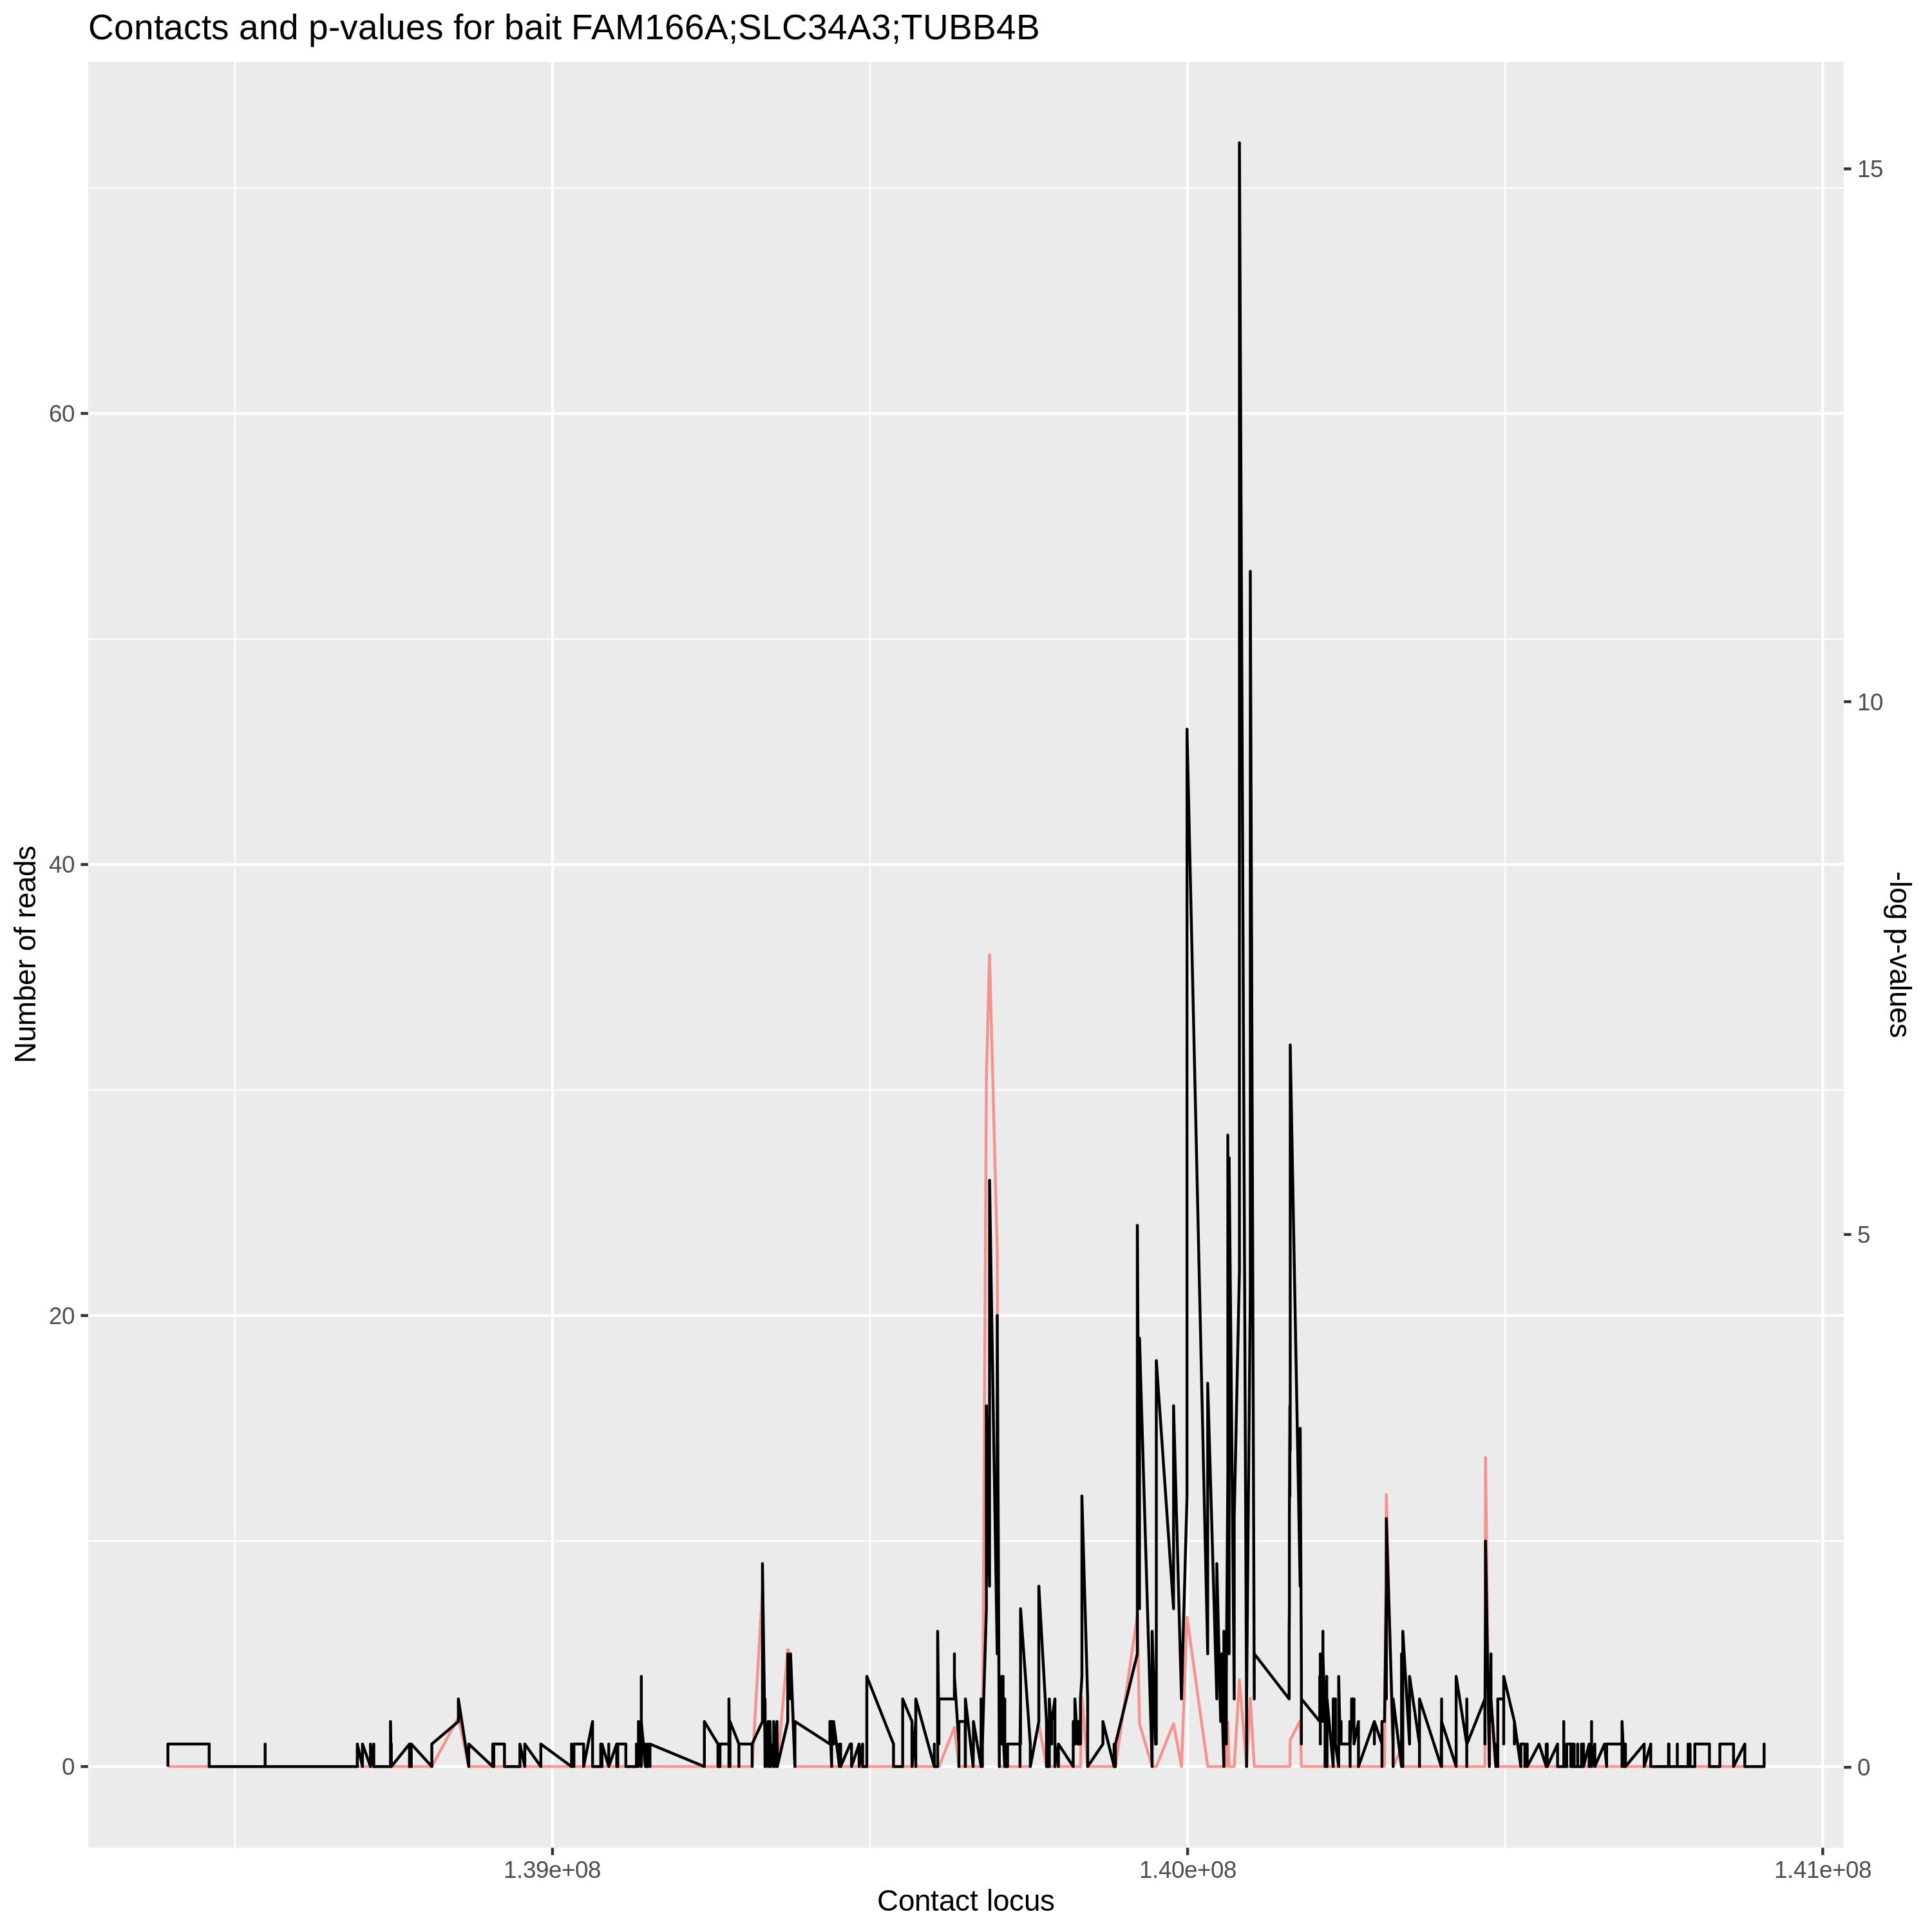 Contacts and p-values for bait FAM166A;SLC34A3;TUBB4B
Number of reads
60
40
20
0
15
10
5
0
-log p-values
1.39e+08
1.40e+08
1.41e+08
Contact locus